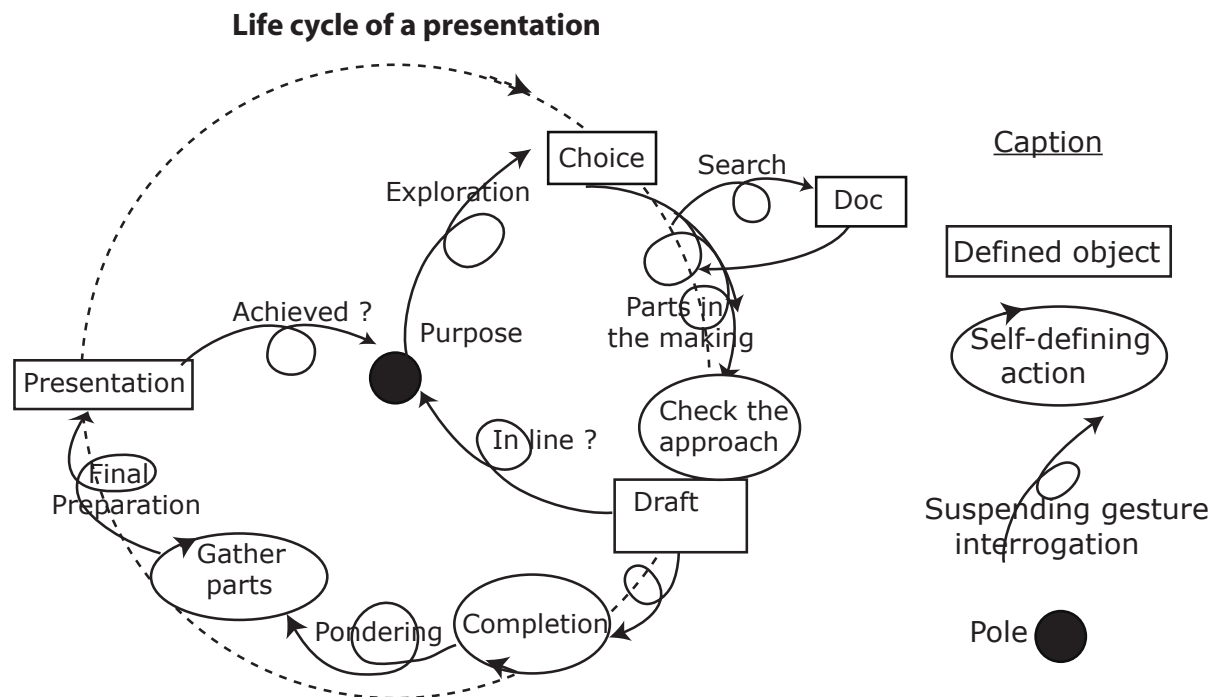 Life cycle of a presentation
Choice
Search
Doc
Caption
Exploration
Defined object
Achieved ?
Purpose
Parts in
the making
Self-defining
action
Presentation
Check the
approach
In line ?
Final
Preparation
Draft
Suspending gesture
interrogation
Gather
parts
Pondering
Completion
Pole